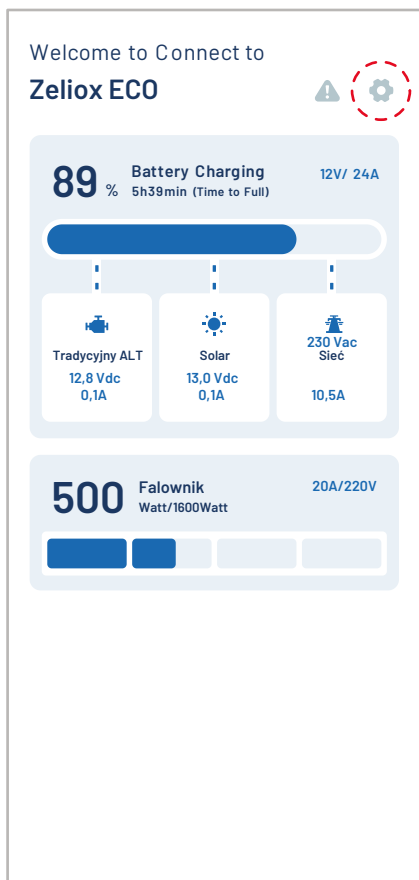 Welcome to Connect to
Zeliox ECO
89 % Battery Charging 12V/ 24A
5h39min (Time to Full)
Tradycyjny ALT
12,8 Vdc
0,1A
Solar
13,0 Vdc
0,1A
230 Vac
Sieć
10,5A
500 Falownik 20A/220V
Watt/1600Watt